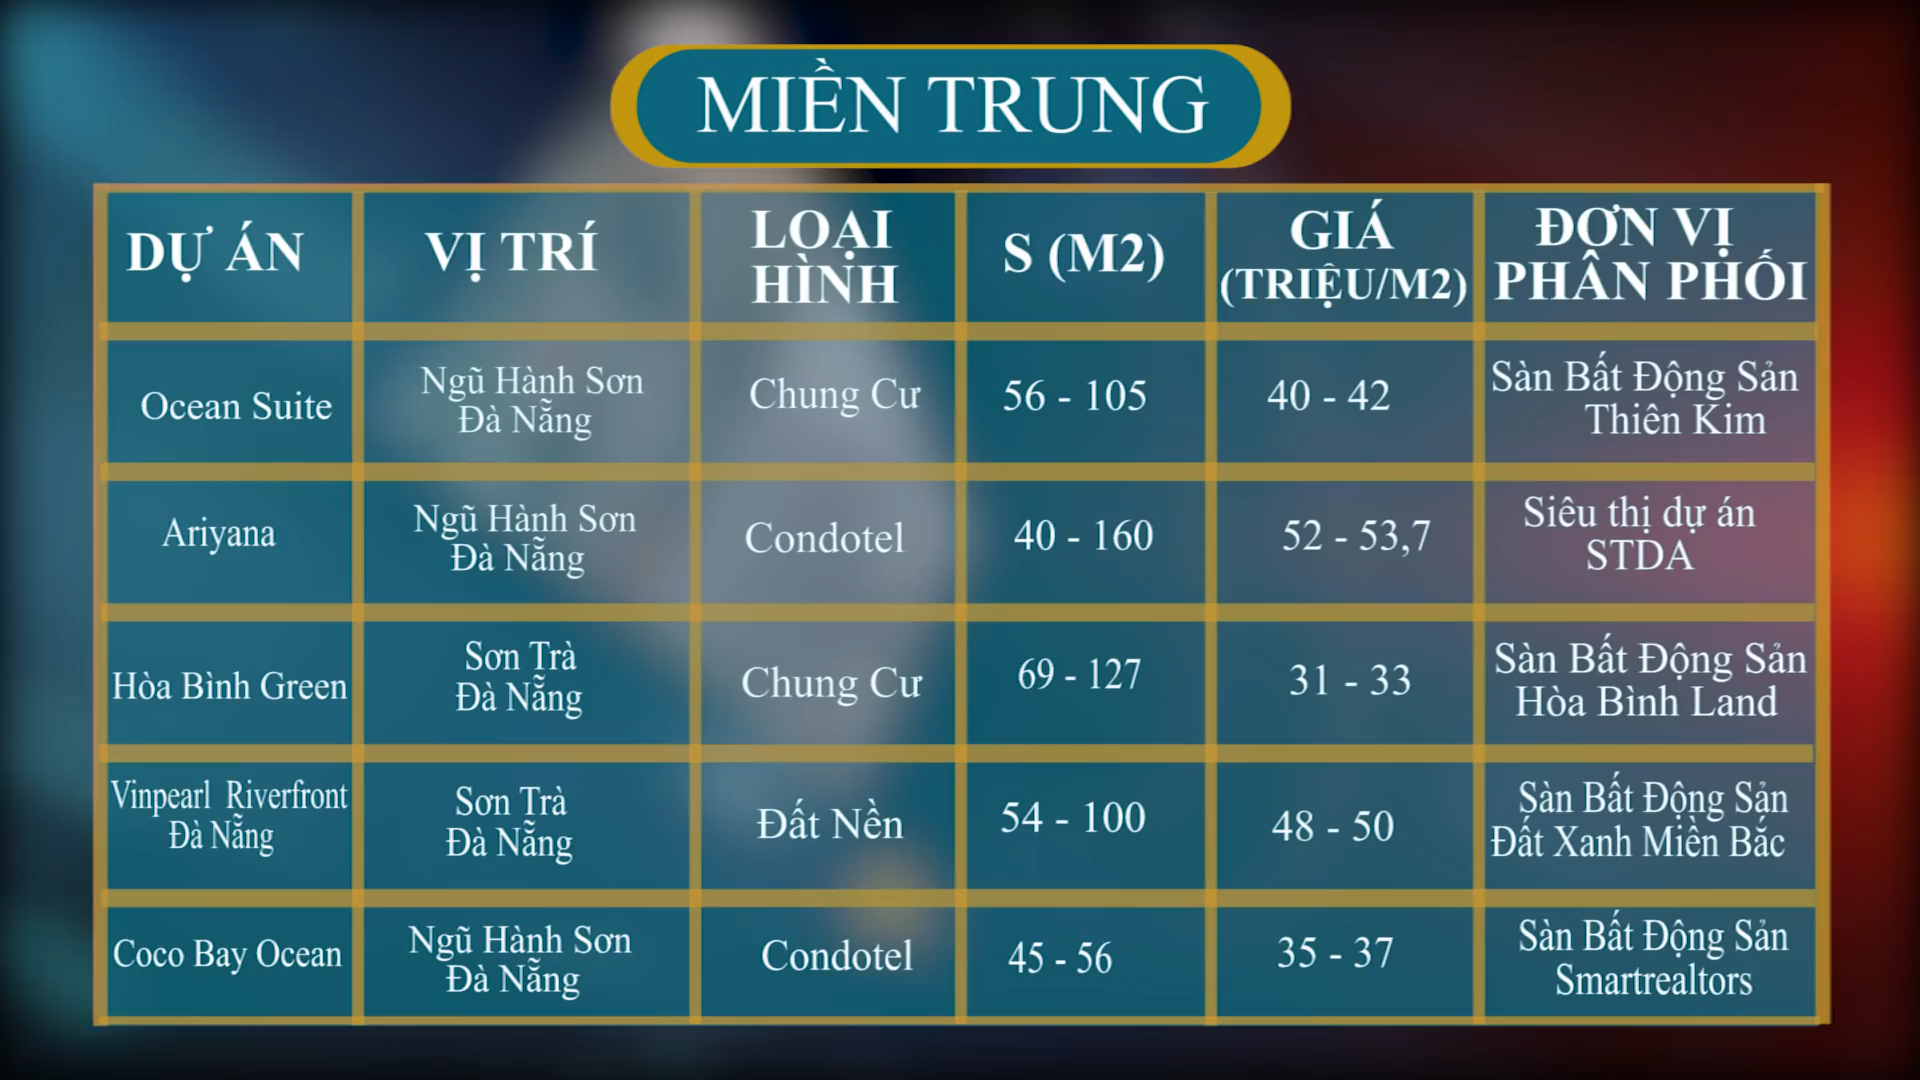 MIỀN TRUNG
DỰ ÁN
VỊ TRÍ
LOẠI
HÌNH
S (M2)
GIÁ
(TRIỆU/M2)
ĐƠN VỊ
PHÂN PHỐI
Ocean Suite
Ngũ Hành Sơn
Đà Nẵng
Chung Cư
56 - 105
40 - 42
Sàn Bất Động Sản
Thiên Kim
Ariyana
Ngũ Hành Sơn
Đà Nẵng
Condotel
40 - 160
52 - 53,7
Siêu thị dự án
STDA
Hòa Bình Green
Sơn Trà
Đà Nẵng
Chung Cư
69 - 127
31 - 33
Sàn Bất Động Sản
Hòa Bình Land
Vinpearl Riverfront
Đà Nẵng
Sơn Trà
Đà Nẵng
Đất Nền
54 - 100
48 - 50
Sàn Bất Động Sản
Đất Xanh Miền Bắc
Coco Bay Ocean
Ngũ Hành Sơn
Đà Nẵng
Condotel
45 - 56
35 - 37
Sàn Bất Động Sản
Smartrealtors